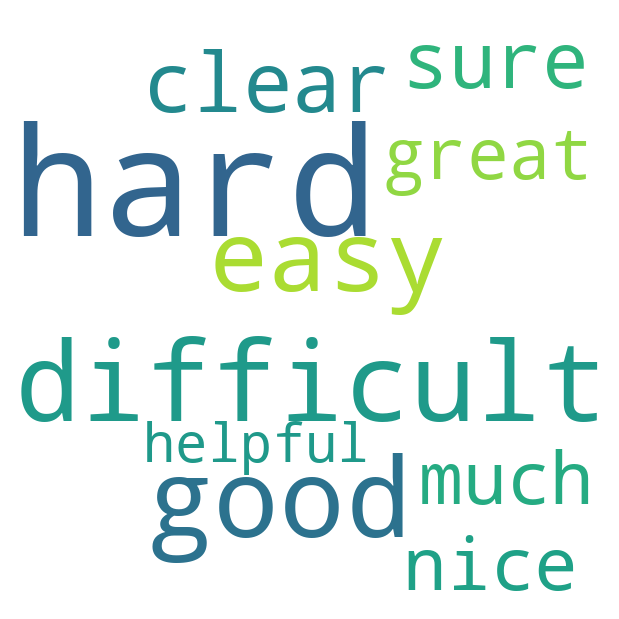 sure
clear
hard
great
easy
difficult
helpful
good
much
nice